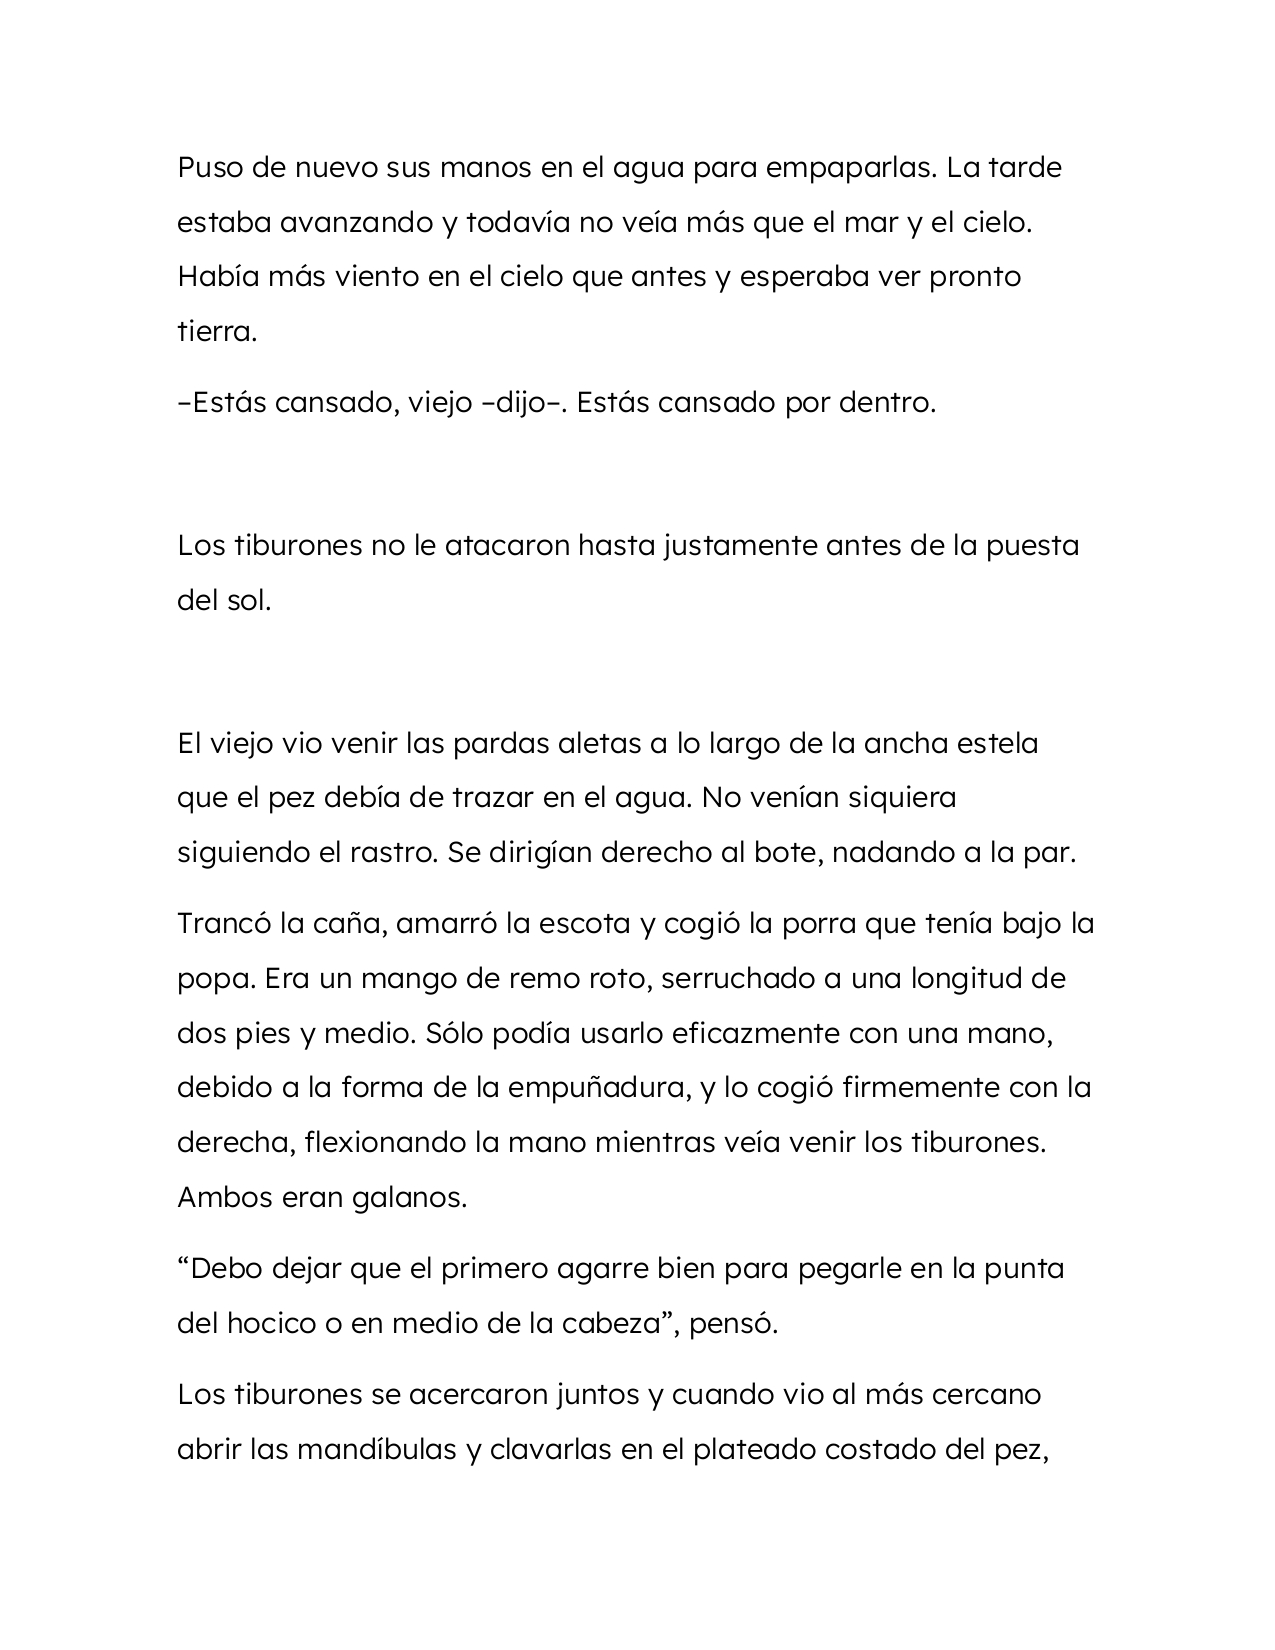 Puso de nuevo sus manos en el agua para empaparlas. La tarde
estaba avanzando y todavía no veía más que el mar y el cielo.
Había más viento en el cielo que antes y esperaba ver pronto
tierra.
–Estás cansado, viejo –dijo–. Estás cansado por dentro.
Los tiburones no le atacaron hasta justamente antes de la puesta
del sol.
El viejo vio venir las pardas aletas a lo largo de la ancha estela
que el pez debía de trazar en el agua. No venían siquiera
siguiendo el rastro. Se dirigían derecho al bote, nadando a la par.
Trancó la caña, amarró la escota y cogió la porra que tenía bajo la
popa. Era un mango de remo roto, serruchado a una longitud de
dos pies y medio. Sólo podía usarlo eficazmente con una mano,
debido a la forma de la empuñadura, y lo cogió firmemente con la
derecha, flexionando la mano mientras veía venir los tiburones.
Ambos eran galanos.
“Debo dejar que el primero agarre bien para pegarle en la punta
del hocico o en medio de la cabeza”, pensó.
Los tiburones se acercaron juntos y cuando vio al más cercano
abrir las mandíbulas y clavarlas en el plateado costado del pez,